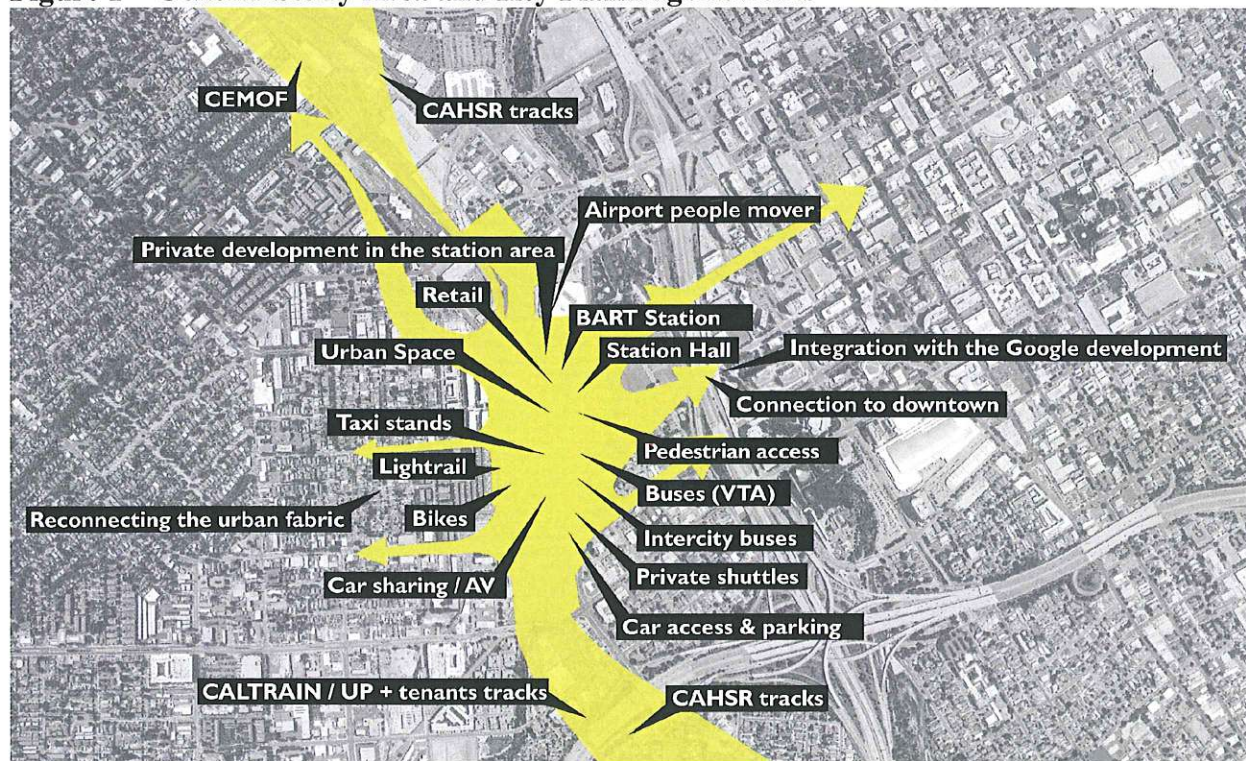 CEMOF
CAHSR tracks
Airport people mover
Private development in the station area
Retail
BART Station
Urban Space
Station Hall
Integration with the Google development
Connection to downtown
Taxi stands
Pedestrian access
Lightrail
Buses (VTA)
Reconnecting the urban fabric
Bikes
Intercity buses
Car sharing / AV
Private shuttles
Car access & parking
CALTRAIN / UP + tenants tracks
CAHSR tracks